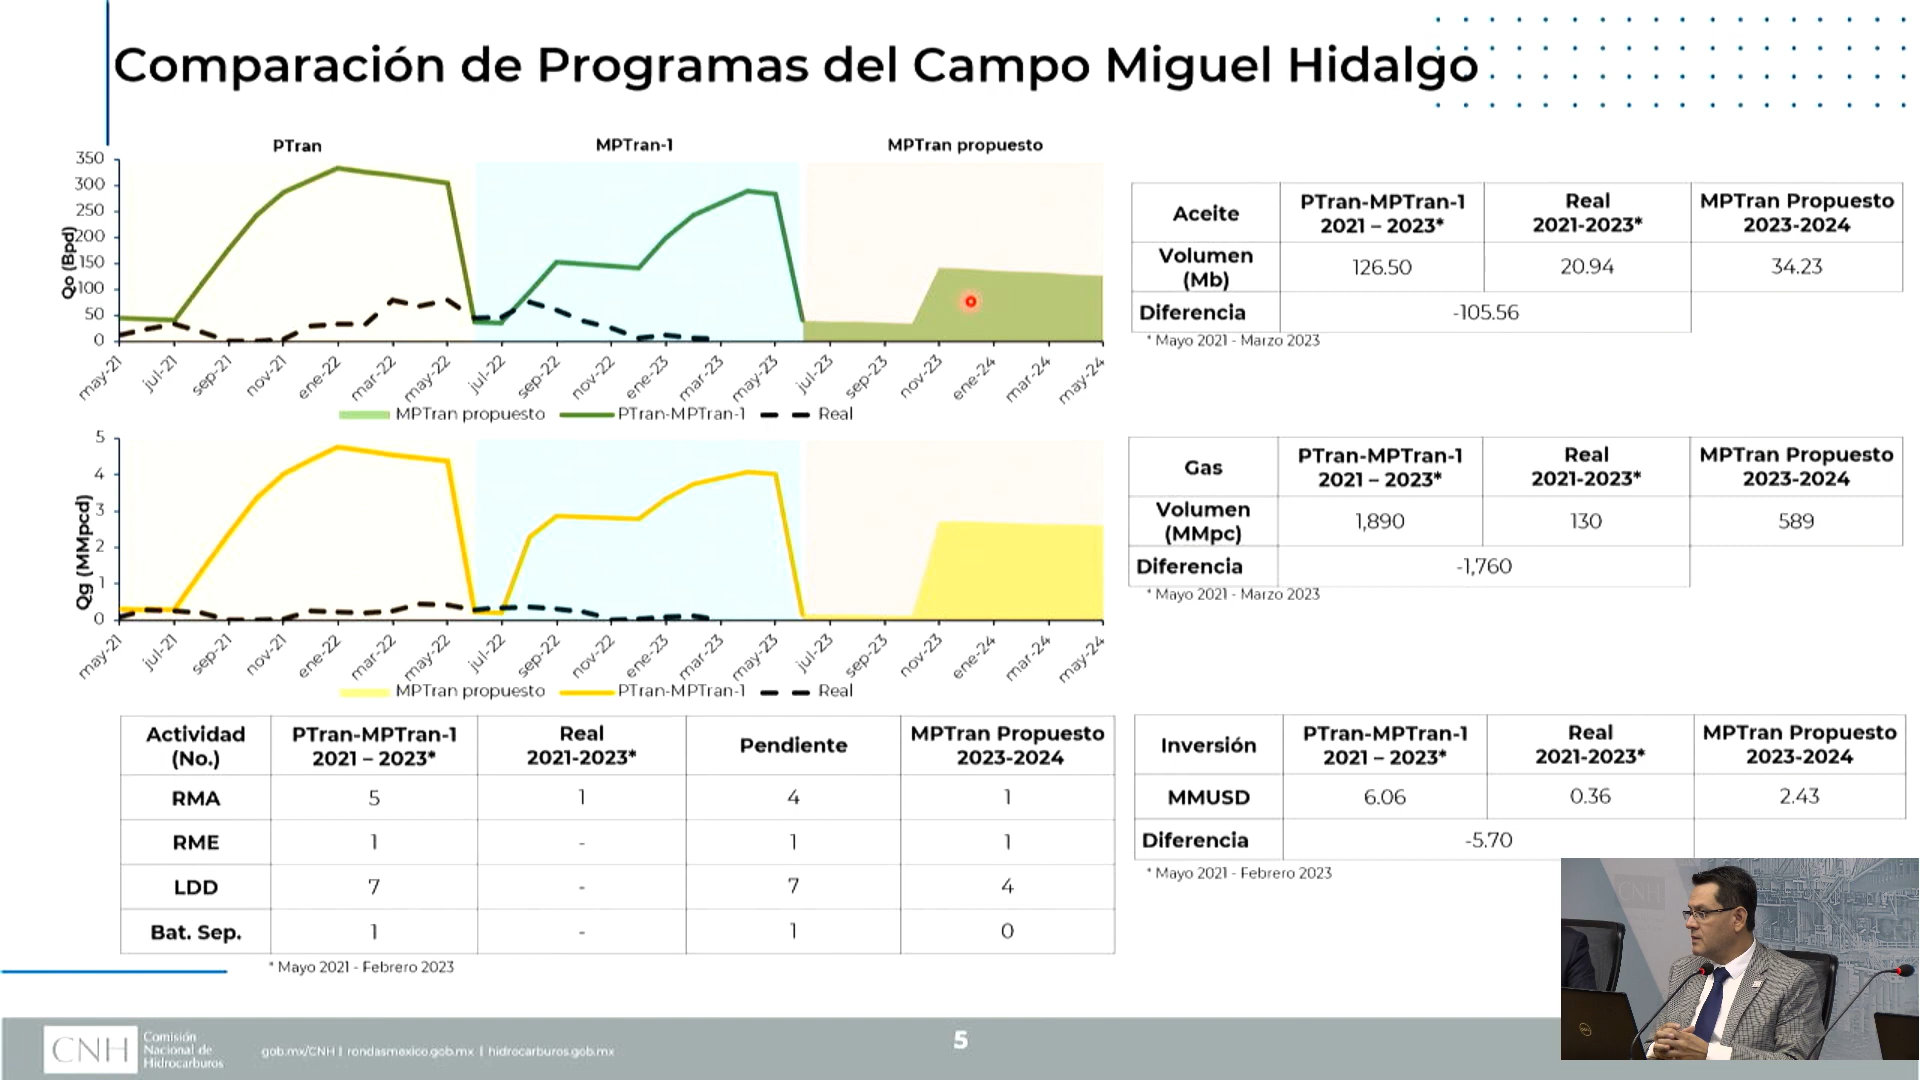 Comparación de Programas del Campo Miguel Hidalgo
PTran
MPTran-1
MPTran propuesto
Qo (Bpd)
350
300
250
200
150
100
50
0
may-21
jul-21
sep-21
nov-21
ene-22
mar-22
may-22
jul-22
sep-22
nov-22
ene-23
mar-23
may-23
jul-23
sep-23
nov-23
ene-24
mar-24
may-24
MPTran propuesto
PTran-MPTran-1
Real
Aceite
PTran-MPTran-1
2021 – 2023*
Real
2021-2023*
MPTran Propuesto
2023-2024
Volumen
(Mb)
126.50
20.94
34.23
Diferencia
-105.56
* Mayo 2021 - Marzo 2023
Qg (MMpcd)
5
4
3
2
1
0
may-21
jul-21
sep-21
nov-21
ene-22
mar-22
may-22
jul-22
sep-22
nov-22
ene-23
mar-23
may-23
jul-23
sep-23
nov-23
ene-24
mar-24
may-24
MPTran propuesto
PTran-MPTran-1
Real
Gas
PTran-MPTran-1
2021 – 2023*
Real
2021-2023*
MPTran Propuesto
2023-2024
Volumen
(MMpc)
1,890
130
589
Diferencia
-1,760
* Mayo 2021 - Marzo 2023
Actividad
(No.)
PTran-MPTran-1
2021 – 2023*
Real
2021-2023*
Pendiente
MPTran Propuesto
2023-2024
RMA
5
1
4
1
RME
1
-
1
1
LDD
7
-
7
4
Bat. Sep.
1
-
1
0
* Mayo 2021 - Febrero 2023
Inversión
PTran-MPTran-1
2021 – 2023*
Real
2021-2023*
MPTran Propuesto
2023-2024
MMUSD
6.06
0.36
2.43
Diferencia
-5.70
* Mayo 2021 - Febrero 2023
CNH
CNH
Comisión
Nacional de
Hidrocarburos
gob.mx/CNH | rondasmexico.gob.mx | hidrocarburos.gob.mx
5